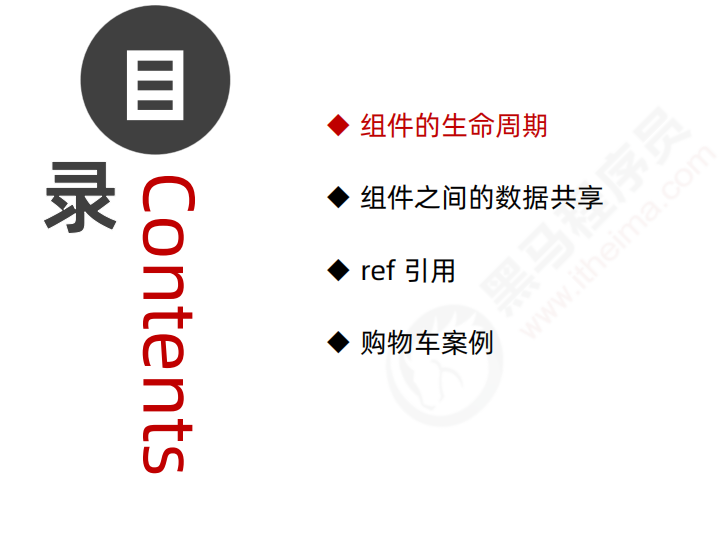 目
录
Contents
组件的生命周期
组件之间的数据共享
ref 引用
购物车案例
黑马程序员
www.itheima.com